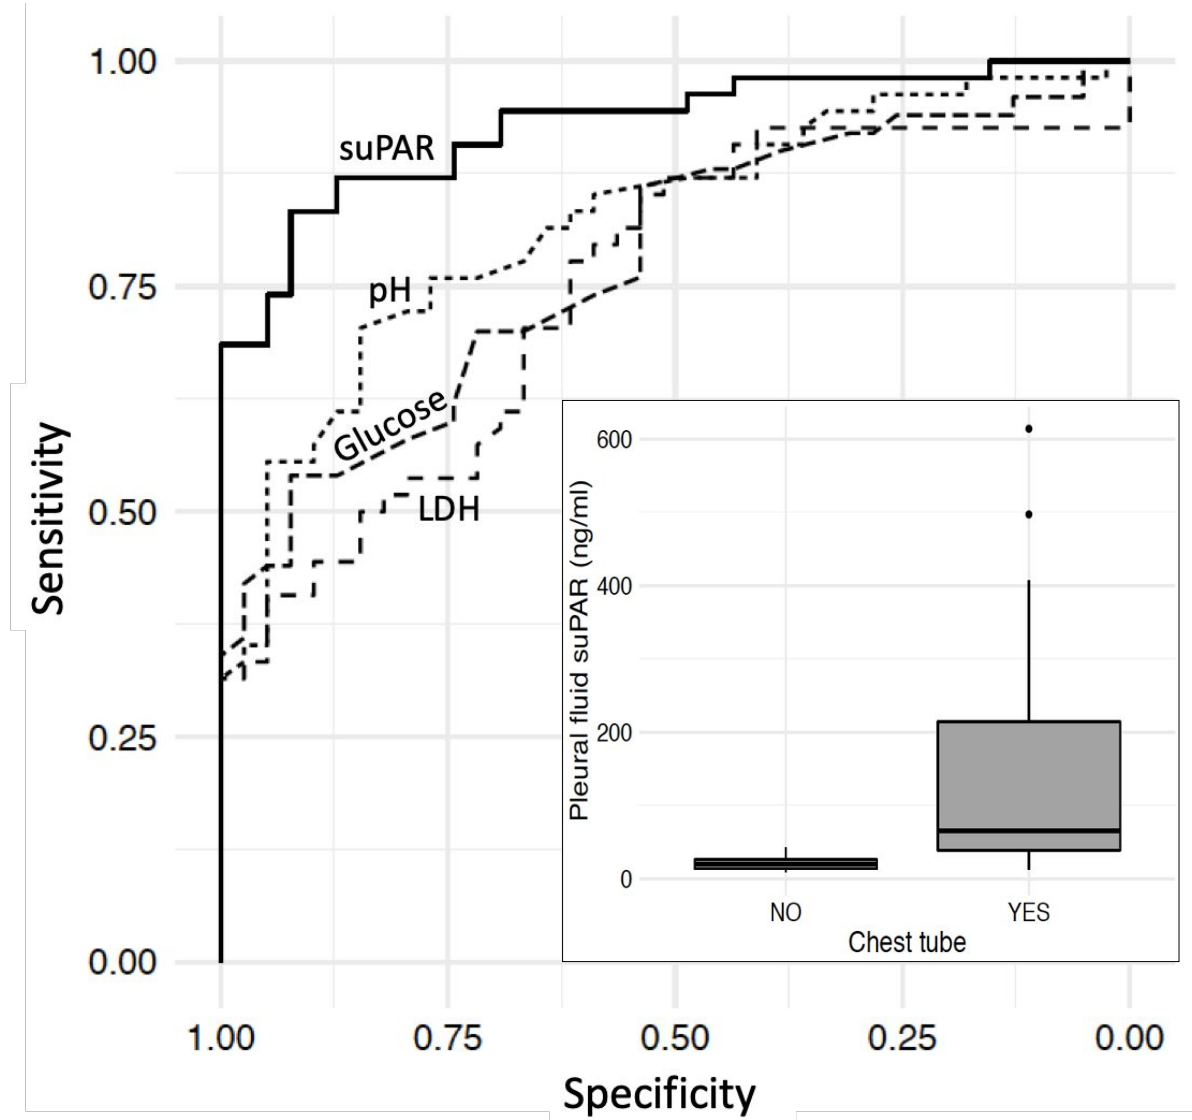 1.00
0.75
0.50
0.25
0.00
Sensitivity
suPAR
pH
Glucose
LDH
1.00 0.75 0.50 0.25 0.00
Specificity
Pleural fluid suPAR (ng/ml)
600
400
200
0
NO YES
Chest tube